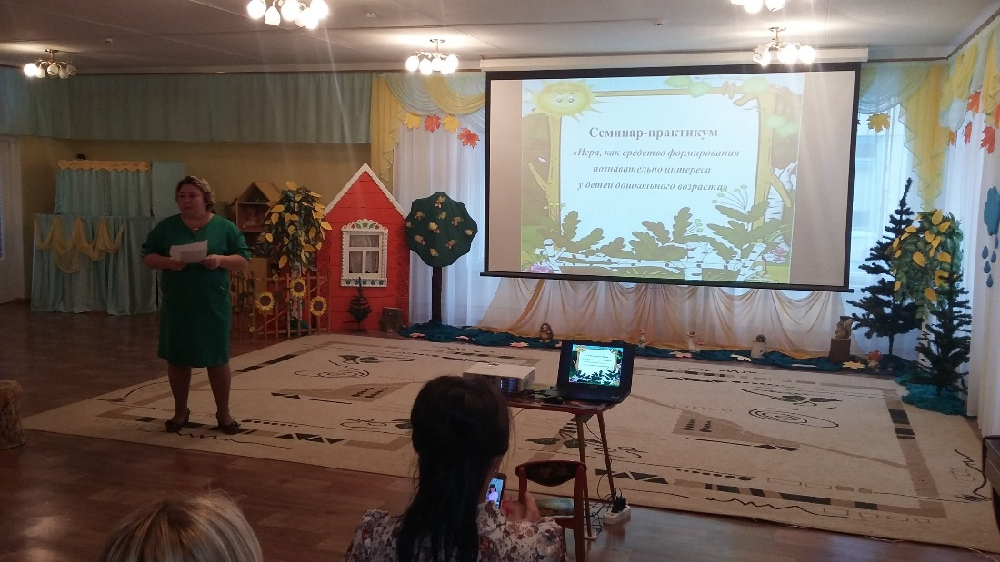 Семинар-практикум
«Игра, как средство формирования
познавательно интереса
у детей дошкольного возраста»